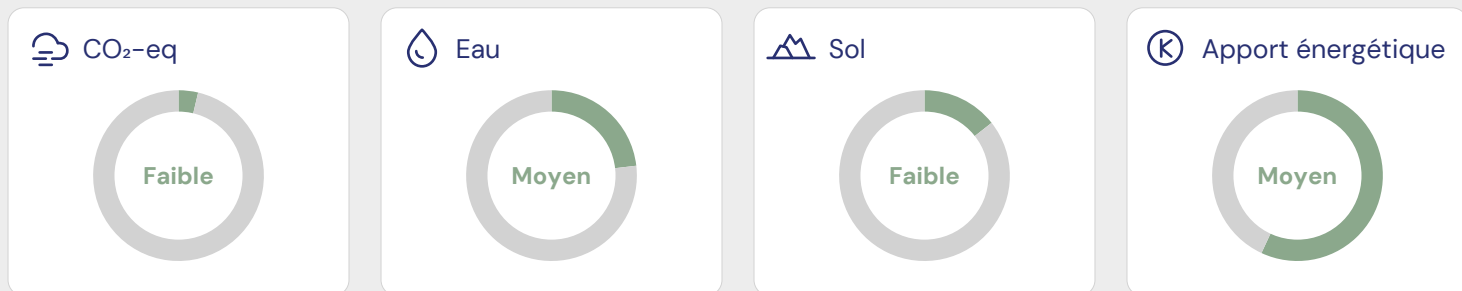 CO₂-eq
Faible
Eau
Moyen
Sol
Faible
Apport énergétique
Moyen